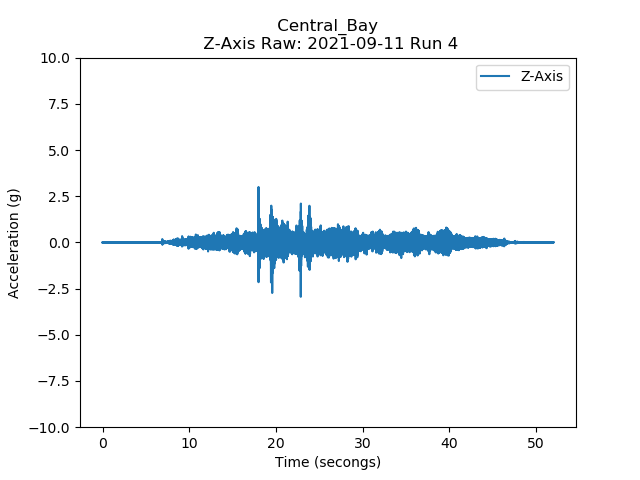 Central_Bay
Z-Axis Raw: 2021-09-11 Run 4
Z-Axis
10.0
7.5
5.0
2.5
0.0
−2.5
−5.0
−7.5
−10.0
Acceleration (g)
0 10 20 30 40 50
Time (secongs)